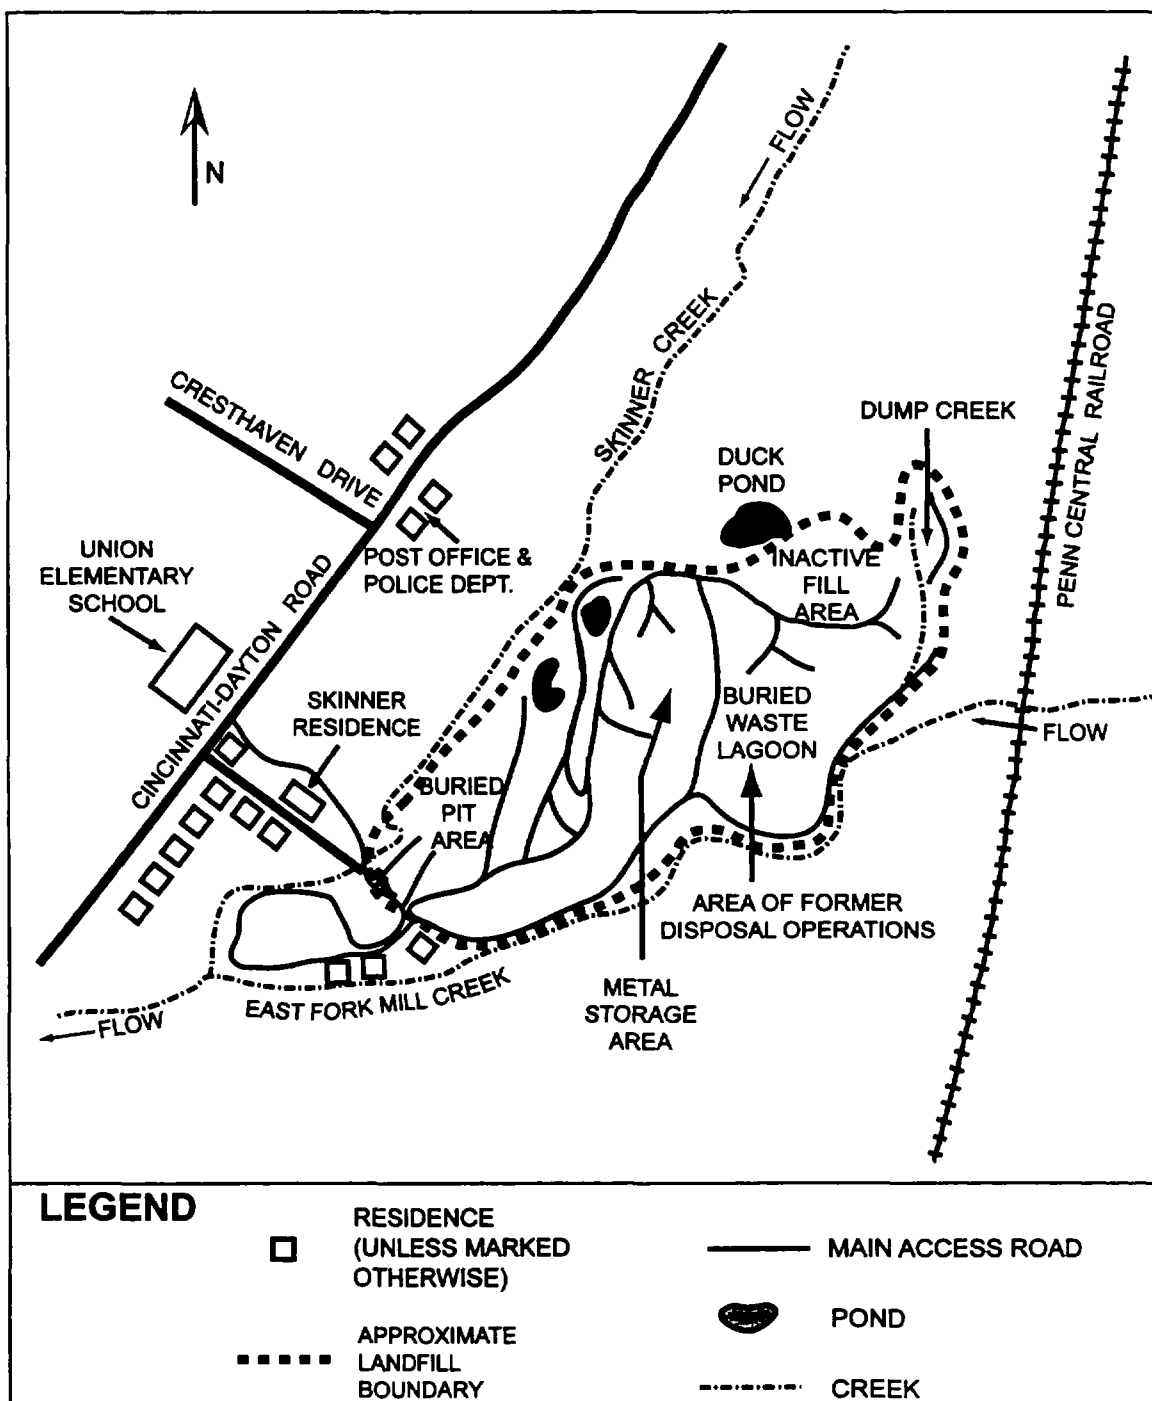 N
FLOW
SKINNER CREEK
CRESTHAVEN DRIVE
DUMP CREEK
PENN CENTRAL RAILROAD
DUCK
POND
UNION
ELEMENTARY
SCHOOL
POST OFFICE &
POLICE DEPT.
INACTIVE
FILL
AREA
CINCINNATI-DAYTON ROAD
SKINNER
RESIDENCE
BURIED
WASTE
LAGOON
FLOW
BURIED
PIT
AREA
AREA OF FORMER
DISPOSAL OPERATIONS
METAL
STORAGE
AREA
EAST FORK MILL CREEK
FLOW
LEGEND
RESIDENCE
(UNLESS MARKED
OTHERWISE)
MAIN ACCESS ROAD
POND
APPROXIMATE
LANDFILL
BOUNDARY
CREEK